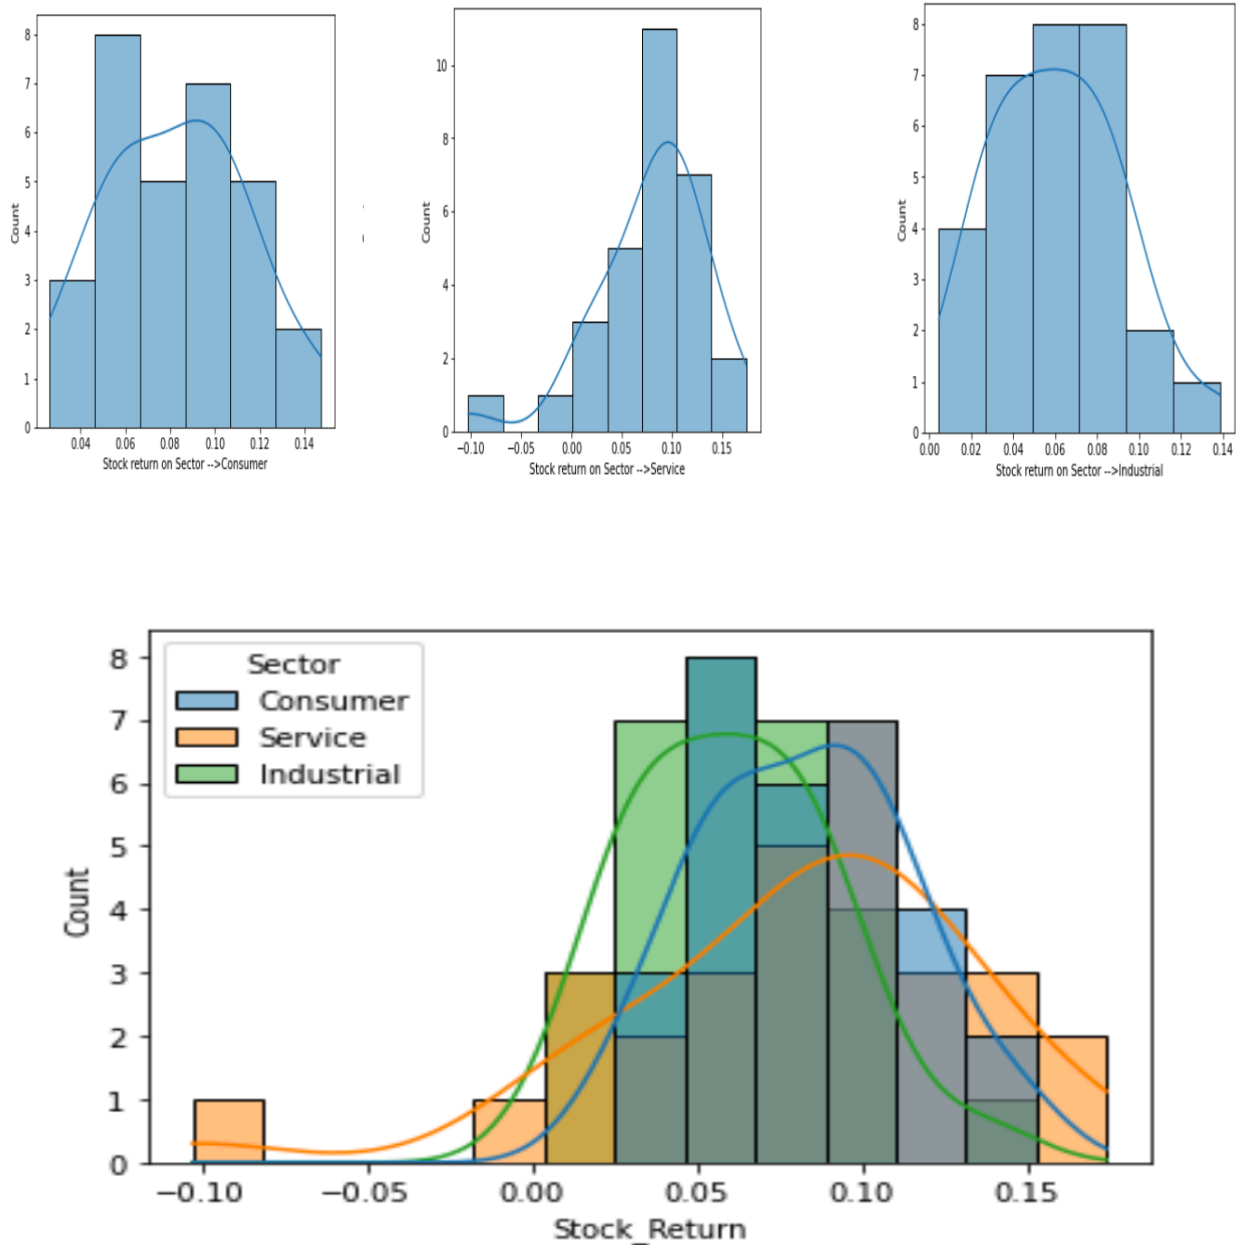 8
7
6
5
4
3
2
1
0
Count
0.04 0.06 0.08 0.10 0.12 0.14
Stock return on Sector -->Consumer
10
8
6
4
2
0
Count
−0.10 −0.05 0.00 0.05 0.10 0.15
Stock return on Sector -->Service
8
7
6
5
4
3
2
1
0
Count
0.00 0.02 0.04 0.06 0.08 0.10 0.12 0.14
Stock return on Sector -->Industrial
Sector
Consumer
Service
Industrial
8
7
6
5
4
3
2
1
0
Count
−0.10 −0.05 0.00 0.05 0.10 0.15
Stock_Return